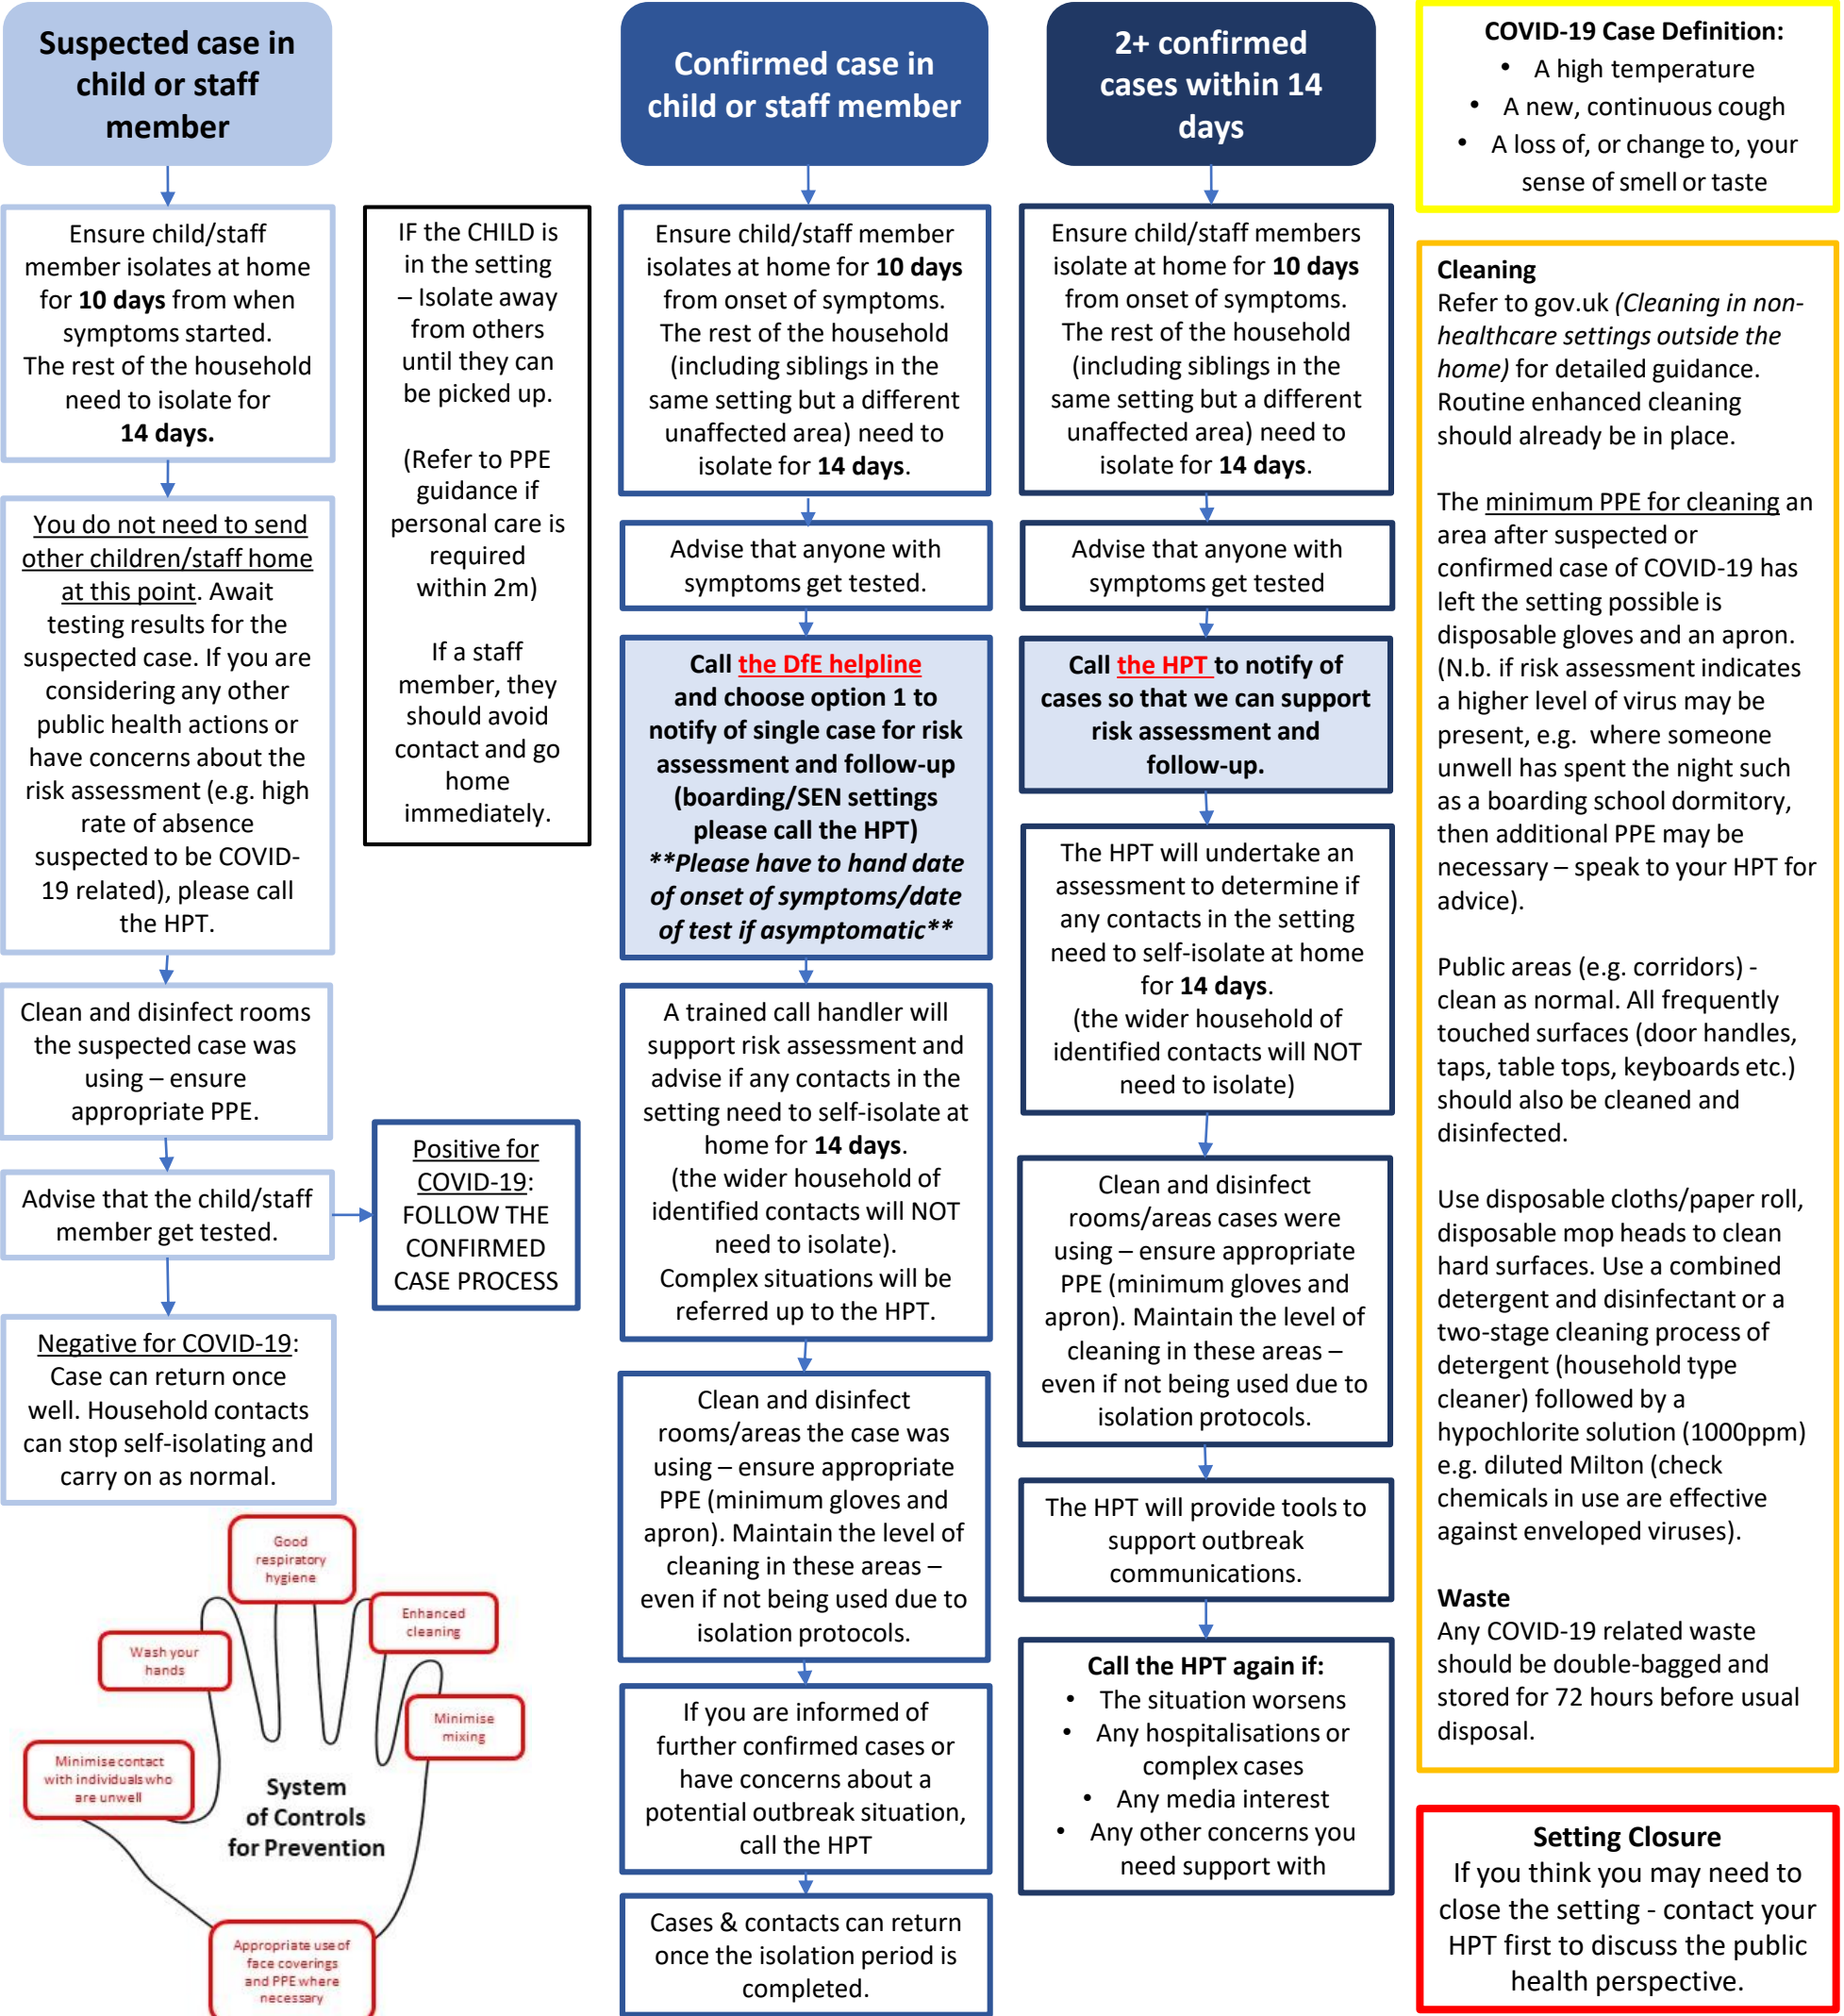 Suspected case in
child or staff
member
Ensure child/staff
member isolates at home
for 10 days from when
symptoms started.
The rest of the household
need to isolate for
14 days.
You do not need to send
other children/staff home
at this point. Await
testing results for the
suspected case. If you are
considering any other
public health actions or
have concerns about the
risk assessment (e.g. high
rate of absence
suspected to be COVID-
19 related), please call
the HPT.
Clean and disinfect rooms
the suspected case was
using – ensure
appropriate PPE.
Advise that the child/staff
member get tested.
Negative for COVID-19:
Case can return once
well. Household contacts
can stop self-isolating and
carry on as normal.
IF the CHILD is
in the setting
– Isolate away
from others
until they can
be picked up.
(Refer to PPE
guidance if
personal care is
required
within 2m)
If a staff
member, they
should avoid
contact and go
home
immediately.
Positive for
COVID-19:
FOLLOW THE
CONFIRMED
CASE PROCESS
Good
respiratory
hygiene
Enhanced
cleaning
Wash your
hands
Minimise
mixing
Minimise contact
with individuals who
are unwell
System
of Controls
for Prevention
Appropriate use of
face coverings
and PPE where
necessary
Confirmed case in
child or staff member
Ensure child/staff member
isolates at home for 10 days
from onset of symptoms.
The rest of the household
(including siblings in the
same setting but a different
unaffected area) need to
isolate for 14 days.
Advise that anyone with
symptoms get tested.
Call the DfE helpline
and choose option 1 to
notify of single case for risk
assessment and follow-up
(boarding/SEN settings
please call the HPT)
**Please have to hand date
of onset of symptoms/date
of test if asymptomatic**
A trained call handler will
support risk assessment and
advise if any contacts in the
setting need to self-isolate at
home for 14 days.
(the wider household of
identified contacts will NOT
need to isolate).
Complex situations will be
referred up to the HPT.
Clean and disinfect
rooms/areas the case was
using – ensure appropriate
PPE (minimum gloves and
apron). Maintain the level of
cleaning in these areas –
even if not being used due to
isolation protocols.
If you are informed of
further confirmed cases or
have concerns about a
potential outbreak situation,
call the HPT
Cases & contacts can return
once the isolation period is
completed.
2+ confirmed
cases within 14
days
Ensure child/staff members
isolate at home for 10 days
from onset of symptoms.
The rest of the household
(including siblings in the
same setting but a different
unaffected area) need to
isolate for 14 days.
Advise that anyone with
symptoms get tested
Call the HPT to notify of
cases so that we can support
risk assessment and
follow-up.
The HPT will undertake an
assessment to determine if
any contacts in the setting
need to self-isolate at home
for 14 days.
(the wider household of
identified contacts will NOT
need to isolate)
Clean and disinfect
rooms/areas cases were
using – ensure appropriate
PPE (minimum gloves and
apron). Maintain the level of
cleaning in these areas –
even if not being used due to
isolation protocols.
The HPT will provide tools to
support outbreak
communications.
Call the HPT again if:
• The situation worsens
• Any hospitalisations or
complex cases
• Any media interest
• Any other concerns you
need support with
COVID-19 Case Definition:
• A high temperature
• A new, continuous cough
• A loss of, or change to, your
sense of smell or taste
Cleaning
Refer to gov.uk (Cleaning in non-
healthcare settings outside the
home) for detailed guidance.
Routine enhanced cleaning
should already be in place.
The minimum PPE for cleaning an
area after suspected or
confirmed case of COVID-19 has
left the setting possible is
disposable gloves and an apron.
(N.b. if risk assessment indicates
a higher level of virus may be
present, e.g. where someone
unwell has spent the night such
as a boarding school dormitory,
then additional PPE may be
necessary – speak to your HPT for
advice).
Public areas (e.g. corridors) -
clean as normal. All frequently
touched surfaces (door handles,
taps, table tops, keyboards etc.)
should also be cleaned and
disinfected.
Use disposable cloths/paper roll,
disposable mop heads to clean
hard surfaces. Use a combined
detergent and disinfectant or a
two-stage cleaning process of
detergent (household type
cleaner) followed by a
hypochlorite solution (1000ppm)
e.g. diluted Milton (check
chemicals in use are effective
against enveloped viruses).
Waste
Any COVID-19 related waste
should be double-bagged and
stored for 72 hours before usual
disposal.
Setting Closure
If you think you may need to
close the setting - contact your
HPT first to discuss the public
health perspective.